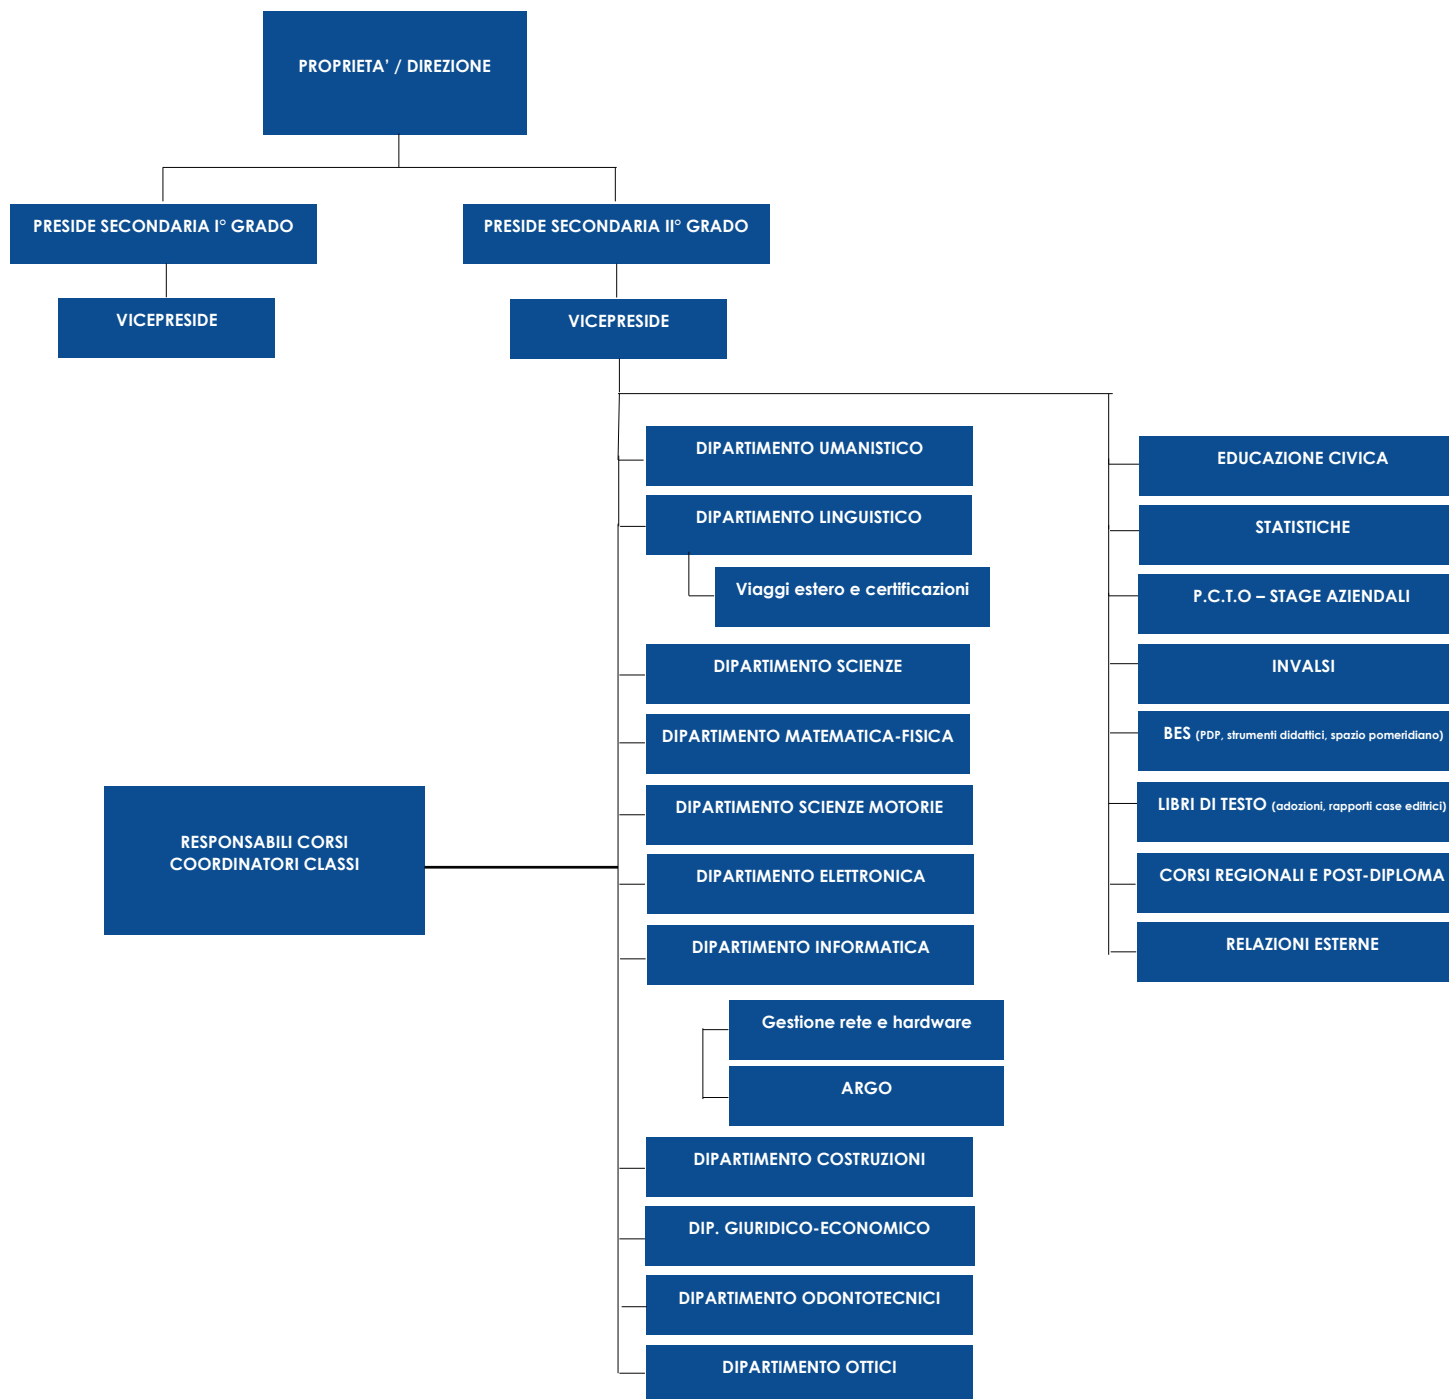 PROPRIETA’ / DIREZIONE
PRESIDE SECONDARIA I° GRADO
PRESIDE SECONDARIA II° GRADO
VICEPRESIDE
VICEPRESIDE
DIPARTIMENTO UMANISTICO
DIPARTIMENTO LINGUISTICO
Viaggi estero e certificazioni
DIPARTIMENTO SCIENZE
DIPARTIMENTO MATEMATICA-FISICA
DIPARTIMENTO SCIENZE MOTORIE
RESPONSABILI CORSI
COORDINATORI CLASSI
DIPARTIMENTO ELETTRONICA
DIPARTIMENTO INFORMATICA
Gestione rete e hardware
ARGO
DIPARTIMENTO COSTRUZIONI
DIP. GIURIDICO-ECONOMICO
DIPARTIMENTO ODONTOTECNICI
DIPARTIMENTO OTTICI
EDUCAZIONE CIVICA
STATISTICHE
P.C.T.O – STAGE AZIENDALI
INVALSI
BES (PDP, strumenti didattici, spazio pomeridiano)
LIBRI DI TESTO (adozioni, rapporti case editrici)
CORSI REGIONALI E POST-DIPLOMA
RELAZIONI ESTERNE